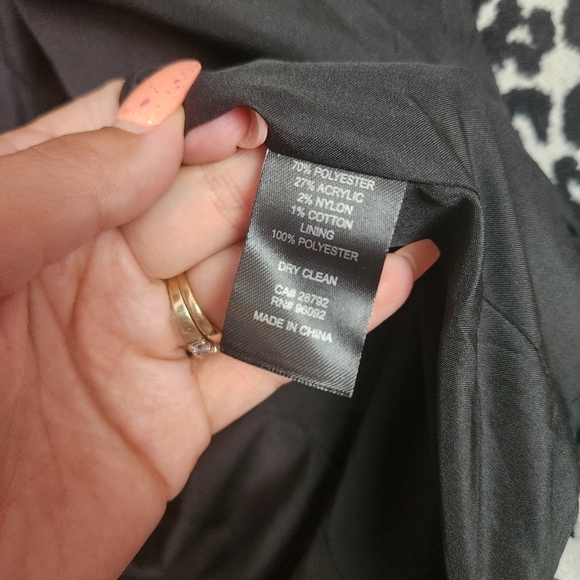 70% POLYESTER
27% ACRYLIC
2% NYLON
1% COTTON
LINING
100% POLYESTER
DRY CLEAN
CA# 28792
RN# 96092
MADE IN CHINA